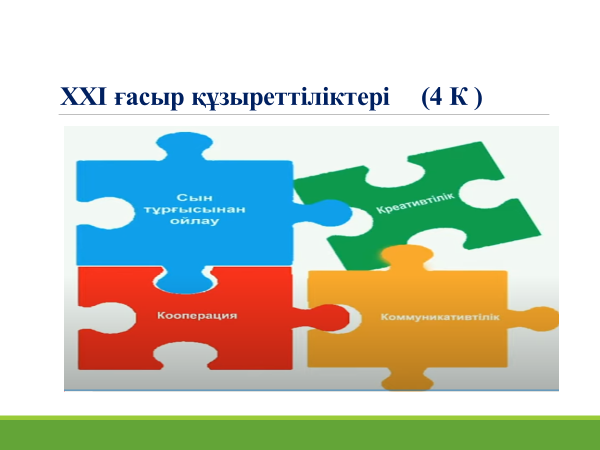 XXI ғасыр құзыреттіліктері (4 К )
Сын
тұрғысынан
ойлау
Креативтілік
Кооперация
Коммуникативтілік